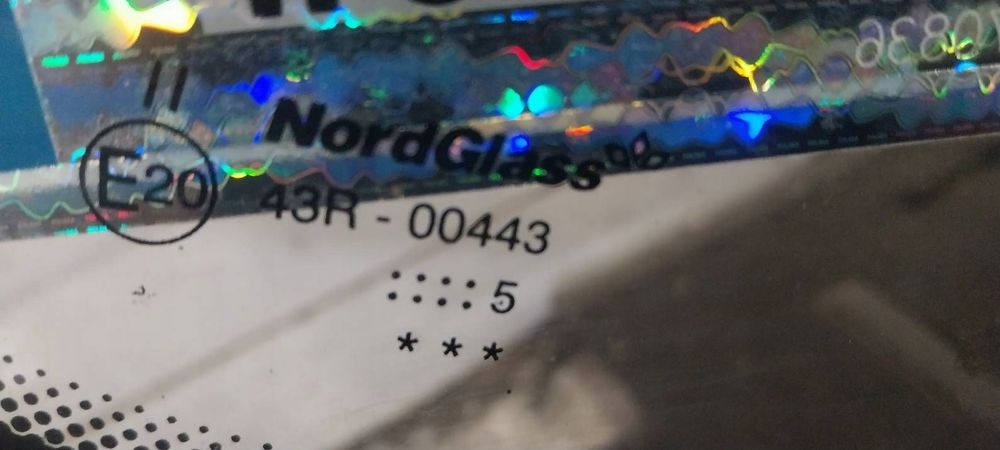 II
NordGlass
E20
43R - 00443
:::: 5
* * *